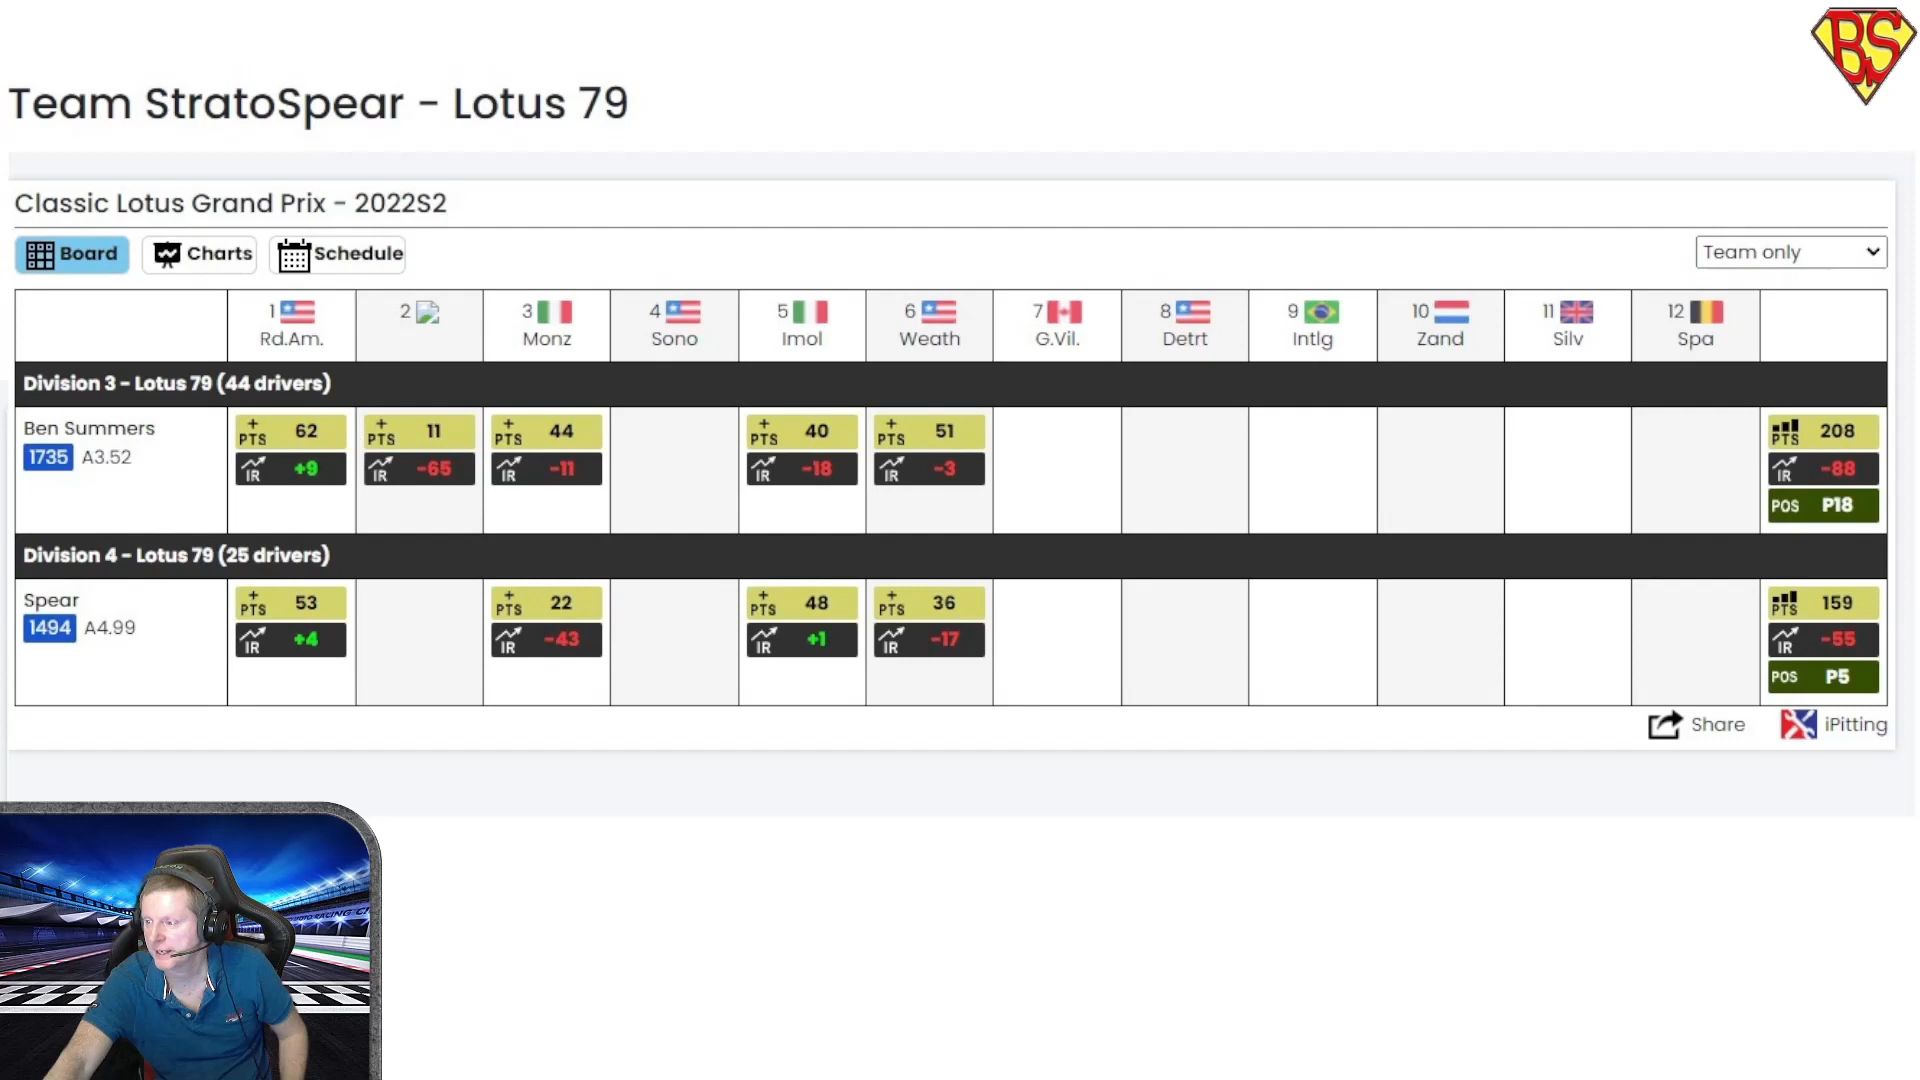 BS
Team StratoSpear - Lotus 79
Classic Lotus Grand Prix - 2022S2
Board Charts Schedule Team only
1 2 3 4 5 6 7 8 9 10 11 12
Rd.Am. Monz Sono Imol Weath G.Vil. Detrt Intlg Zand Silv Spa
Division 3 - Lotus 79 (44 drivers)
Ben Summers + PTS 62 + PTS 11 + PTS 44 + PTS 40 + PTS 51 PTS 208
1735 A3.52 IR +9 IR -65 IR -11 IR -18 IR -3 IR -88
POS P18
Division 4 - Lotus 79 (25 drivers)
Spear + PTS 53 + PTS 22 + PTS 48 + PTS 36 PTS 159
1494 A4.99 IR +4 IR -43 IR +1 IR -17 IR -55
POS P5
Share iPitting